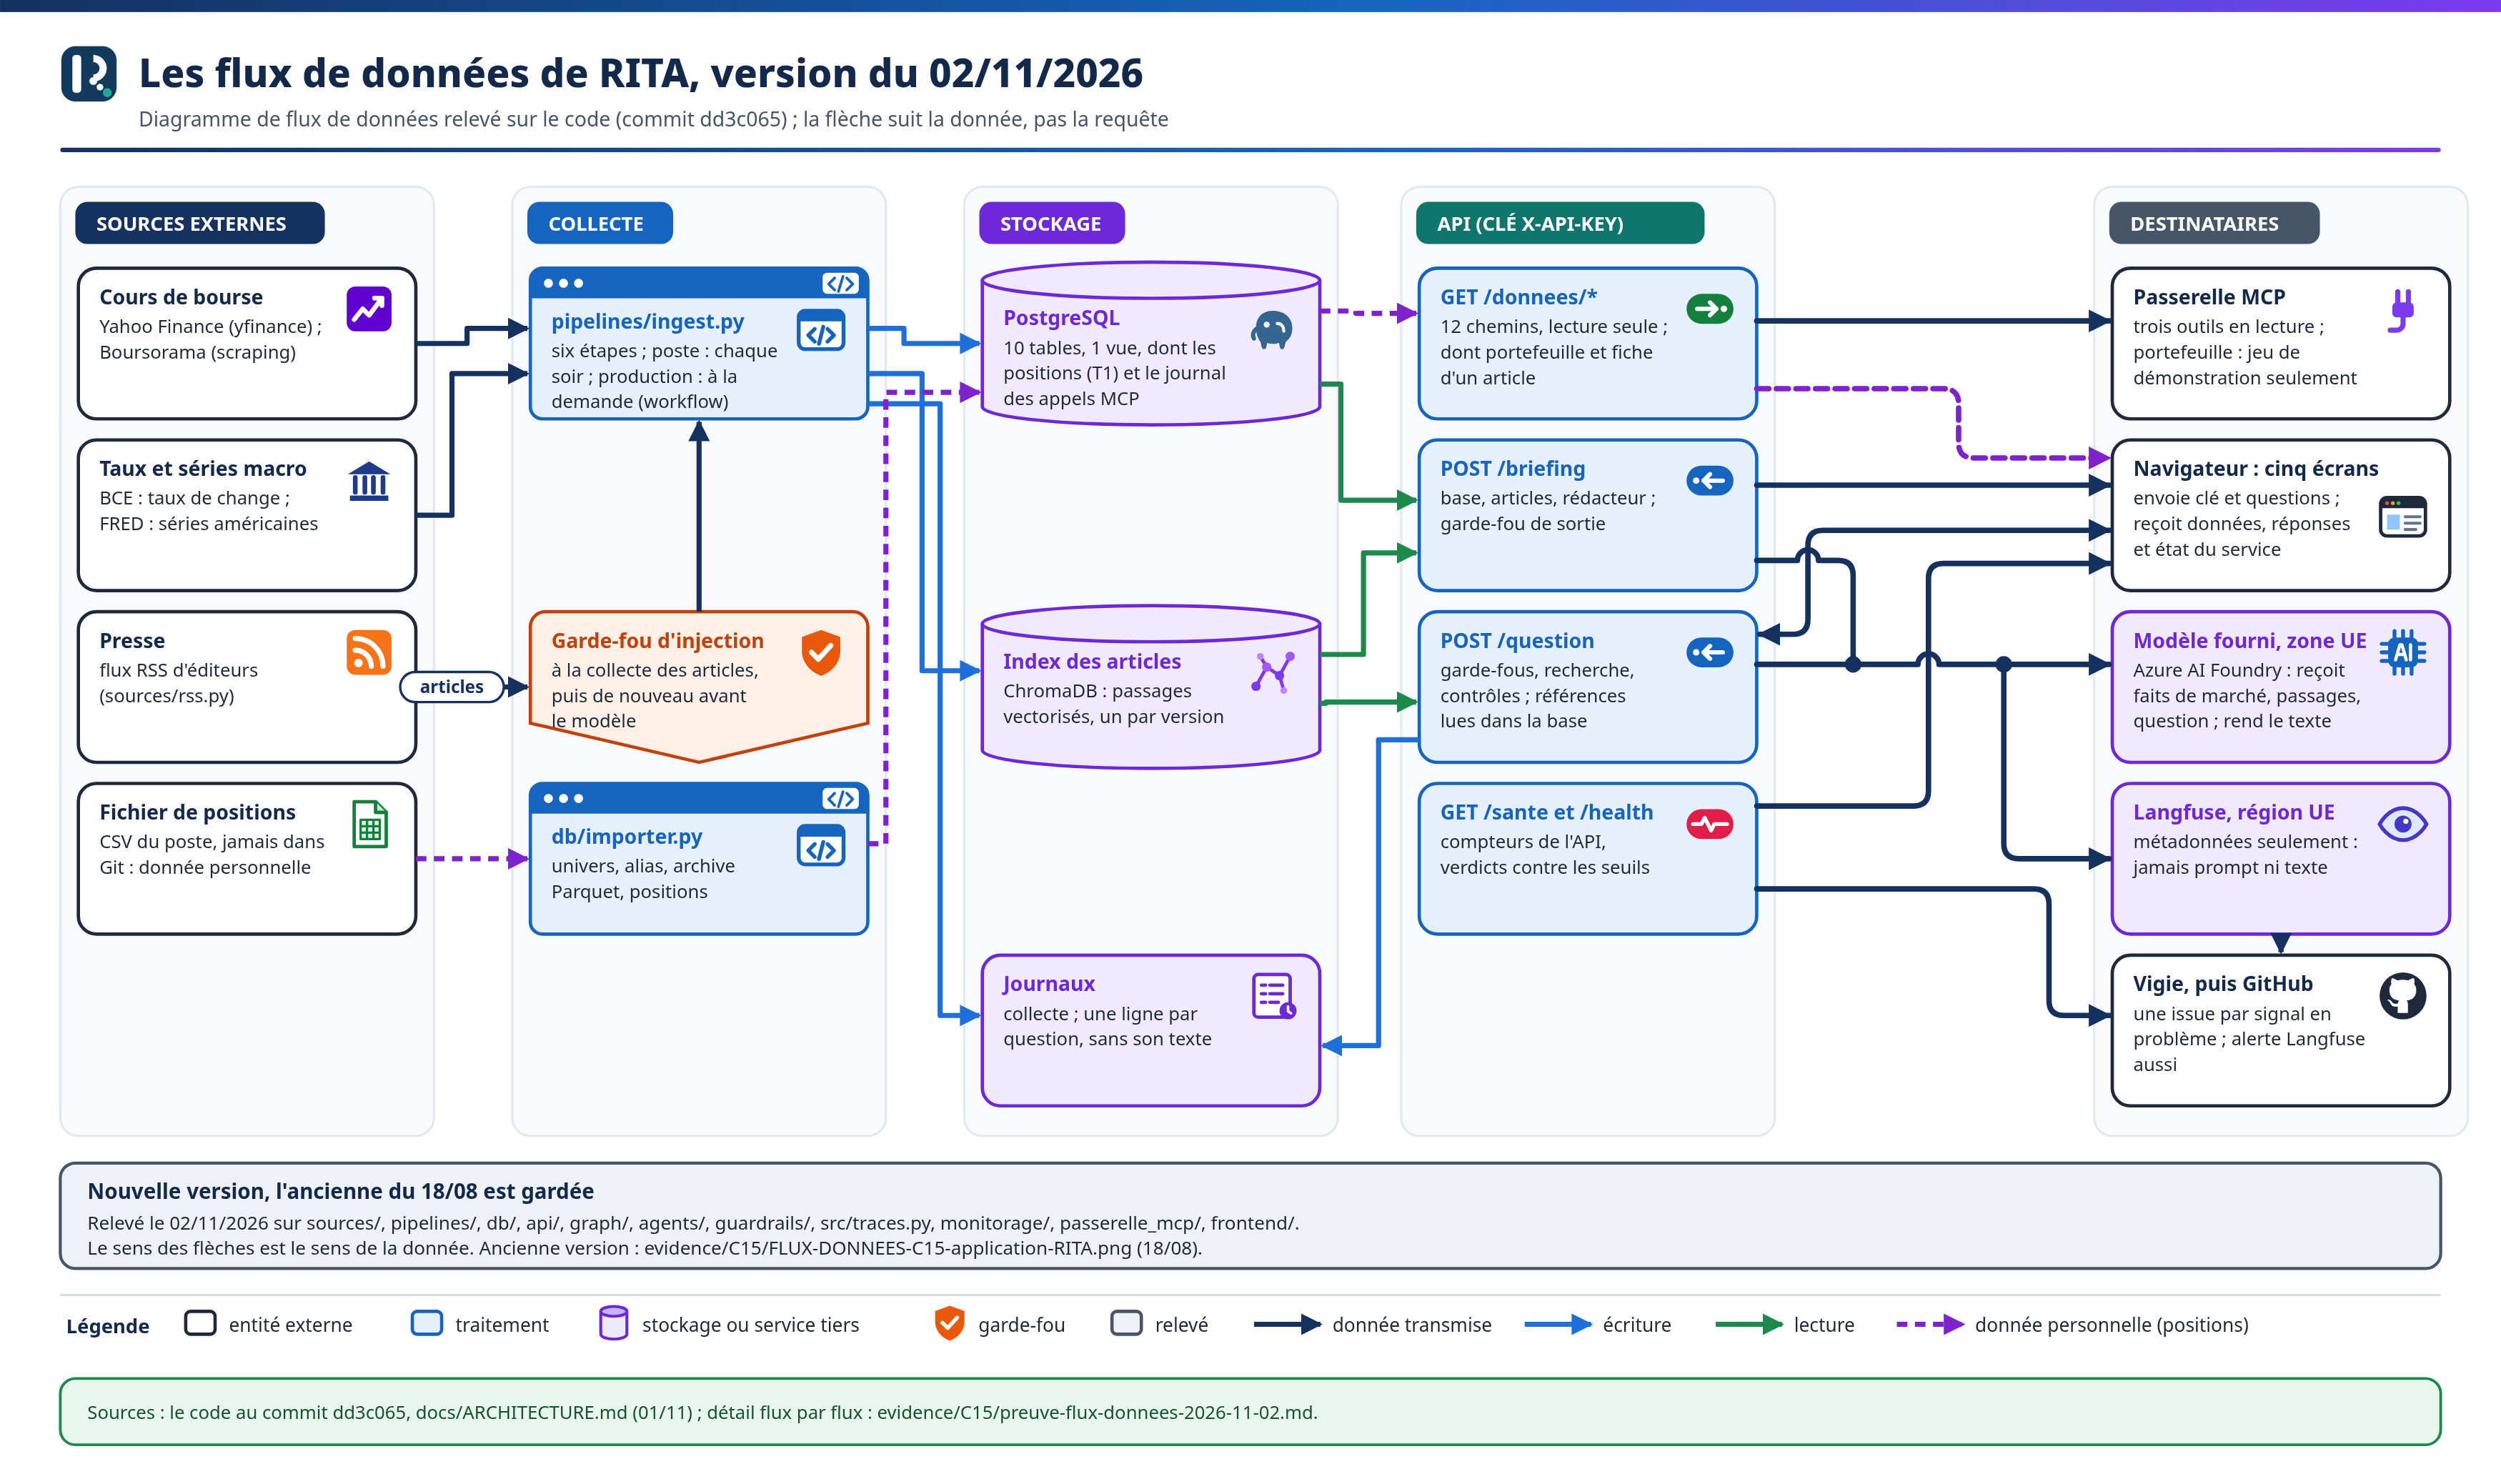 Les flux de données de RITA, version du 02/11/2026
Diagramme de flux de données relevé sur le code (commit dd3c065) ; la flèche suit la donnée, pas la requête
SOURCES EXTERNES
Cours de bourse
Yahoo Finance (yfinance) ;
Boursorama (scraping)
Taux et séries macro
BCE : taux de change ;
FRED : séries américaines
Presse
flux RSS d'éditeurs
(sources/rss.py)
articles
Fichier de positions
CSV du poste, jamais dans
Git : donnée personnelle
COLLECTE
pipelines/ingest.py
six étapes ; poste : chaque
soir ; production : à la
demande (workflow)
Garde-fou d'injection
à la collecte des articles,
puis de nouveau avant
le modèle
db/importer.py
univers, alias, archive
Parquet, positions
STOCKAGE
PostgreSQL
10 tables, 1 vue, dont les
positions (T1) et le journal
des appels MCP
Index des articles
ChromaDB : passages
vectorisés, un par version
Journaux
collecte ; une ligne par
question, sans son texte
API (CLÉ X-API-KEY)
GET /donnees/*
12 chemins, lecture seule ;
dont portefeuille et fiche
d'un article
POST /briefing
base, articles, rédacteur ;
garde-fou de sortie
POST /question
garde-fous, recherche,
contrôles ; références
lues dans la base
GET /sante et /health
compteurs de l'API,
verdicts contre les seuils
DESTINATAIRES
Passerelle MCP
trois outils en lecture ;
portefeuille : jeu de
démonstration seulement
Navigateur : cinq écrans
envoie clé et questions ;
reçoit données, réponses
et état du service
Modèle fourni, zone UE
AI
Azure AI Foundry : reçoit
faits de marché, passages,
question ; rend le texte
Langfuse, région UE
métadonnées seulement :
jamais prompt ni texte
Vigie, puis GitHub
une issue par signal en
problème ; alerte Langfuse
aussi
Nouvelle version, l'ancienne du 18/08 est gardée
Relevé le 02/11/2026 sur sources/, pipelines/, db/, api/, graph/, agents/, guardrails/, src/traces.py, monitorage/, passerelle_mcp/, frontend/.
Le sens des flèches est le sens de la donnée. Ancienne version : evidence/C15/FLUX-DONNEES-C15-application-RITA.png (18/08).
Légende
entité externe
traitement
stockage ou service tiers
garde-fou
relevé
donnée transmise
écriture
lecture
donnée personnelle (positions)
Sources : le code au commit dd3c065, docs/ARCHITECTURE.md (01/11) ; détail flux par flux : evidence/C15/preuve-flux-donnees-2026-11-02.md.